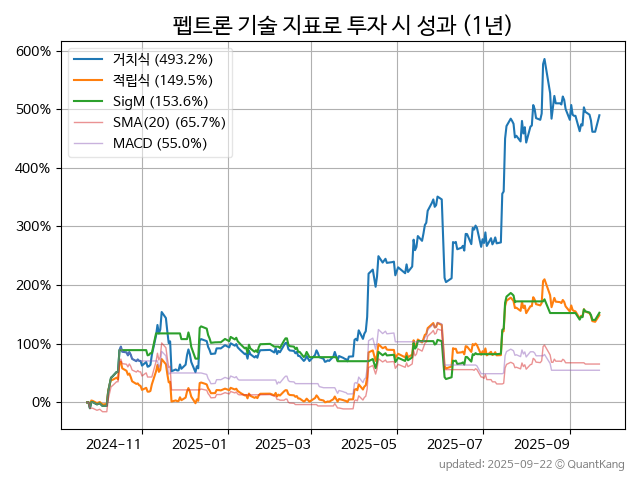 펩트론 기술 지표로 투자 시 성과 (1년)
600%
500%
400%
300%
200%
100%
0%
거치식 (493.2%)
적립식 (149.5%)
SigM (153.6%)
SMA(20) (65.7%)
MACD (55.0%)
2024-11
2025-01
2025-03
2025-05
2025-07
2025-09
updated: 2025-09-22 © QuantKang